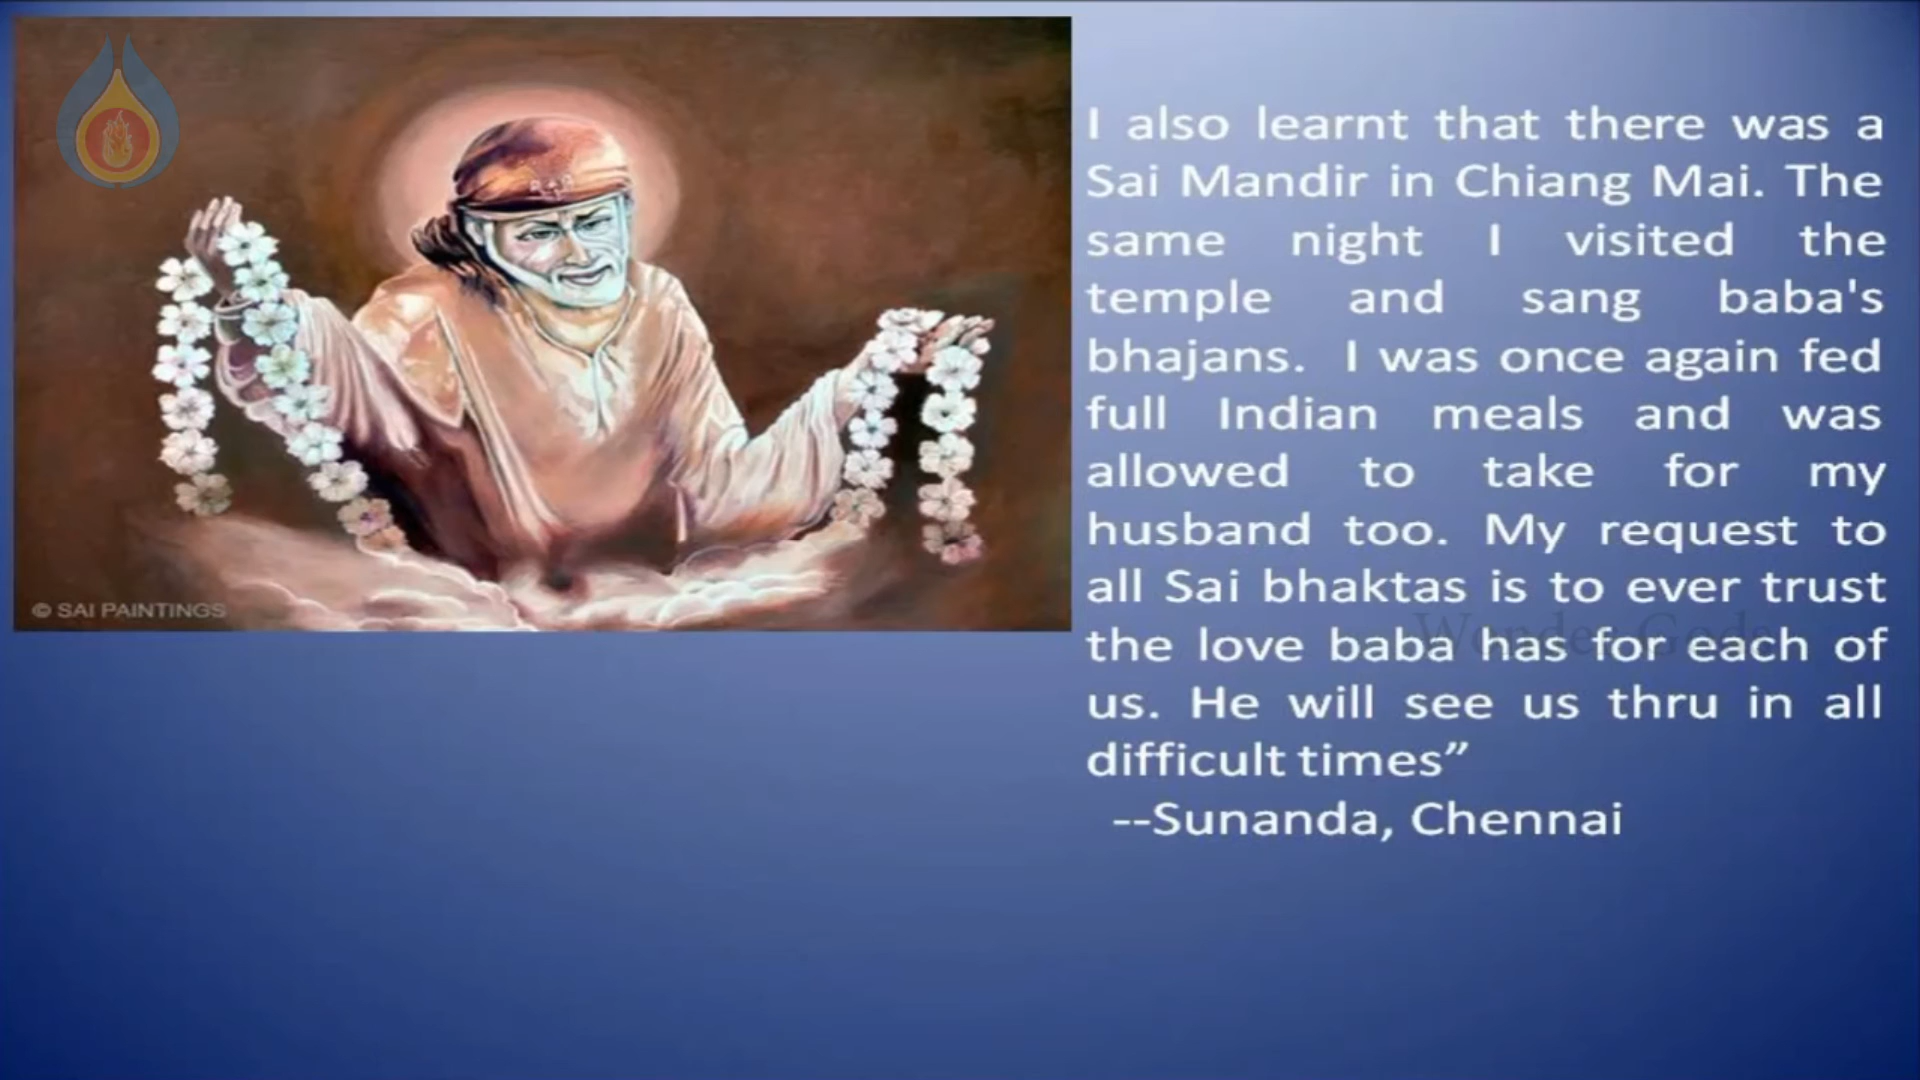 I also learnt that there was a
Sai Mandir in Chiang Mai. The
same night I visited the
temple and sang baba's
bhajans. I was once again fed
full Indian meals and was
allowed to take for my
husband too. My request to
all Sai bhaktas is to ever trust
the love baba has for each of
us. He will see us thru in all
difficult times”
--Sunanda, Chennai
© SAI PAINTINGS
Wonder Gods